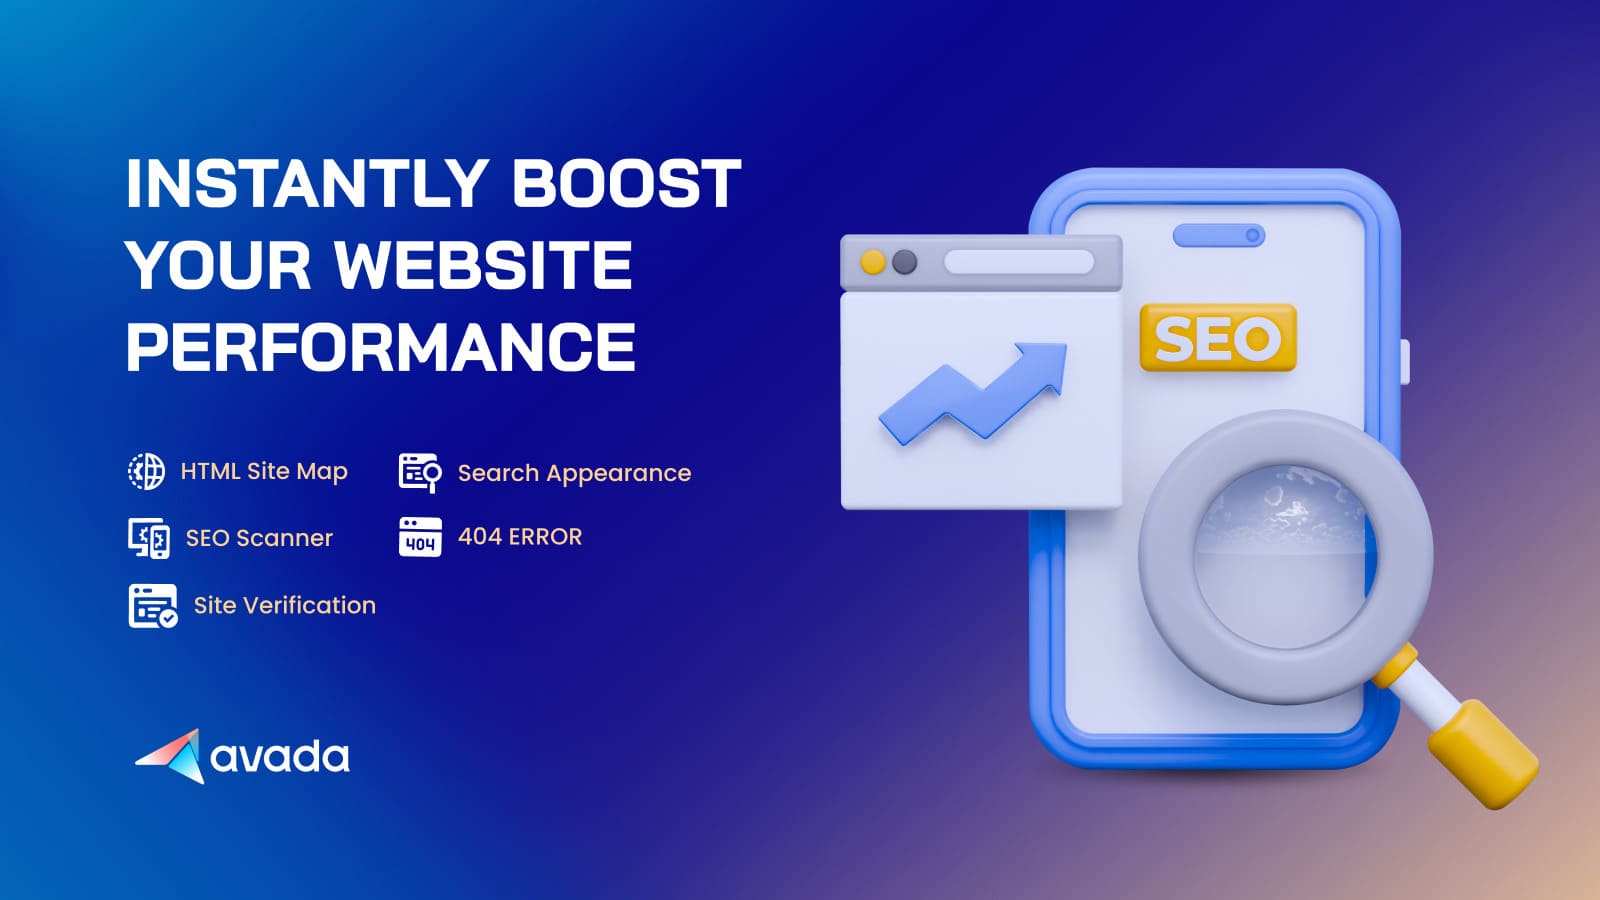 INSTANTLY BOOST
YOUR WEBSITE
PERFORMANCE
HTML Site Map
Search Appearance
SEO Scanner
404
404 ERROR
Site Verification
avada
SEO